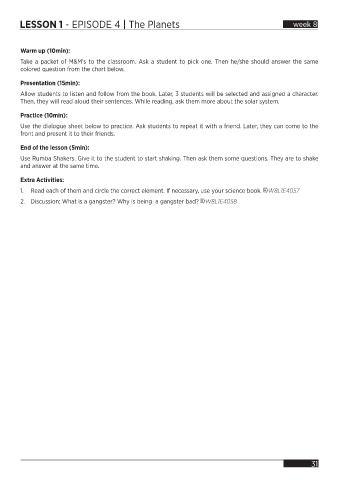 LESSON 1 - EPISODE 4 | The Planets
week 8
Warm up (10min):
Take a packet of M&M's to the classroom. Ask a student to pick one. Then he/she should answer the same
colored question from the chart below.
Presentation (15min):
Allow students to listen and follow from the book. Later, 3 students will be selected and assigned a character.
Then, they will read aloud their sentences. While reading, ask them more about the solar system.
Practice (10min):
Use the dialogue sheet below to practice. Ask students to repeat it with a friend. Later, they can come to the
front and present it to their friends.
End of the lesson (5min):
Use Rumba Shakers. Give it to the student to start shaking. Then ask them some questions. They are to shake
and answer at the same time.
Extra Activities:
1. Read each of them and circle the correct element. If necessary, use your science book. W8L1E4057
2. Discussion: What is a gangster? Why is being a gangster bad? W8L1E4058
31